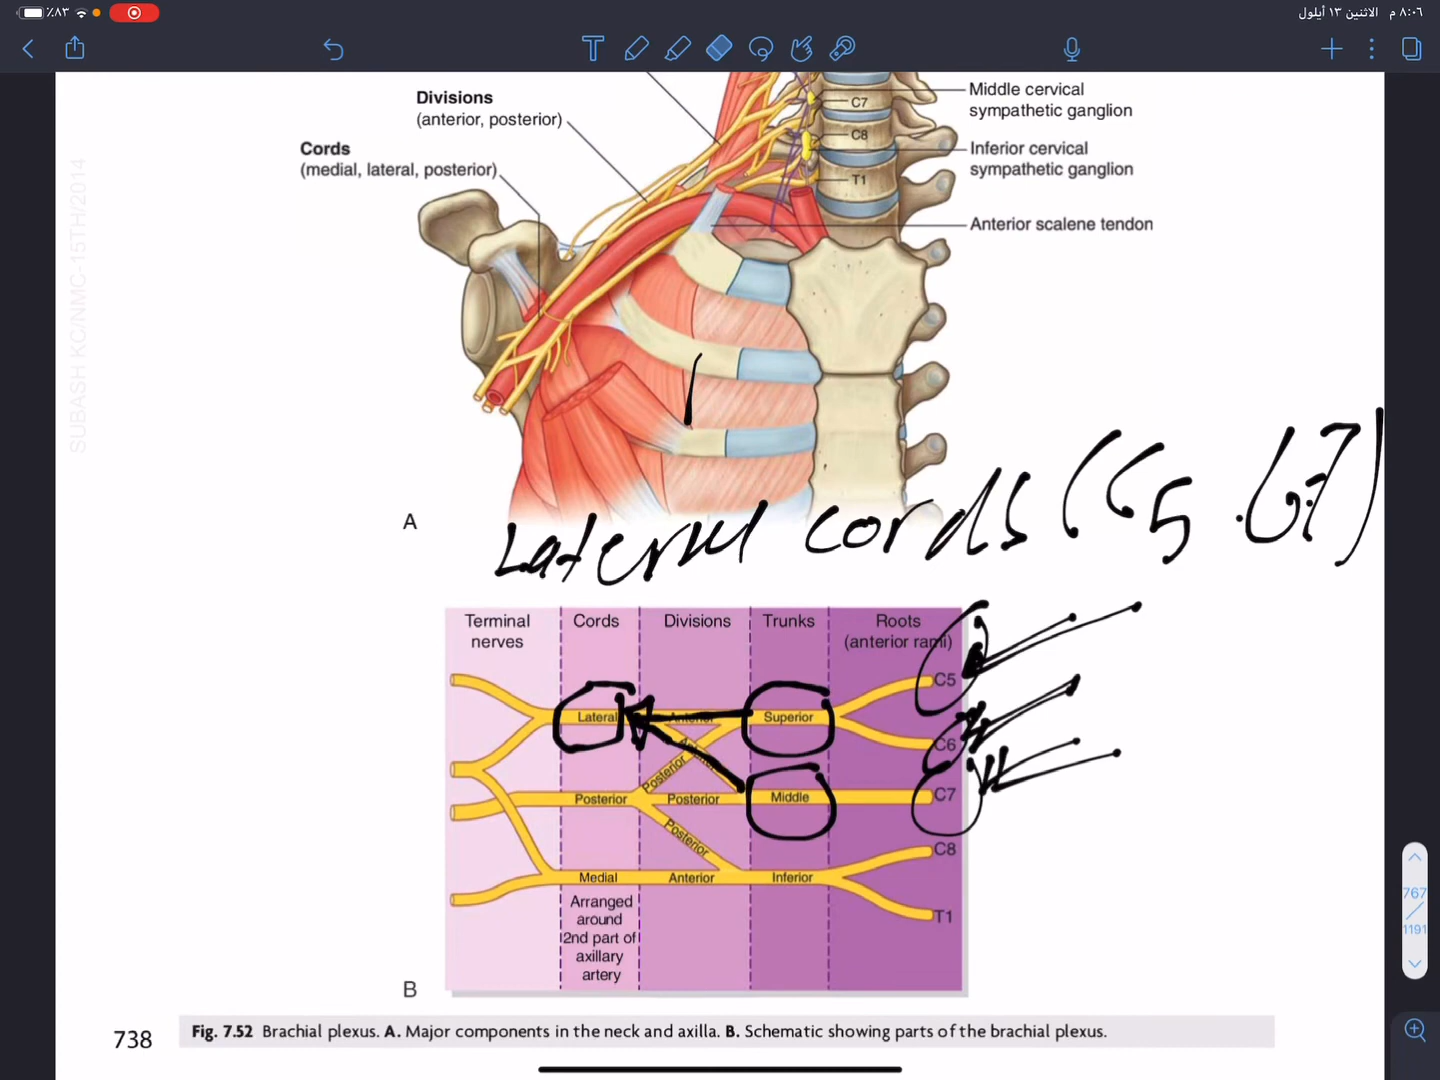 ٪٨٣
٨:٠٦ م الاثنين ١٣ أيلول
Divisions
(anterior, posterior)
Cords
(medial, lateral, posterior)
C7
C8
T1
Middle cervical
sympathetic ganglion
Inferior cervical
sympathetic ganglion
Anterior scalene tendon
SUBASH KC/NMC-15TH/2014
A
Lateral cords (C5.6.7)
Terminal
nerves
Cords
Divisions
Trunks
Roots
(anterior rami)
C5
Lateral
Anterior
Superior
C6
Posterior
Posterior
Posterior
Middle
C7
Posterior
C8
Medial
Anterior
Inferior
T1
Arranged
around
2nd part of
axillary
artery
B
767
1191
738
Fig. 7.52 Brachial plexus. A. Major components in the neck and axilla. B. Schematic showing parts of the brachial plexus.